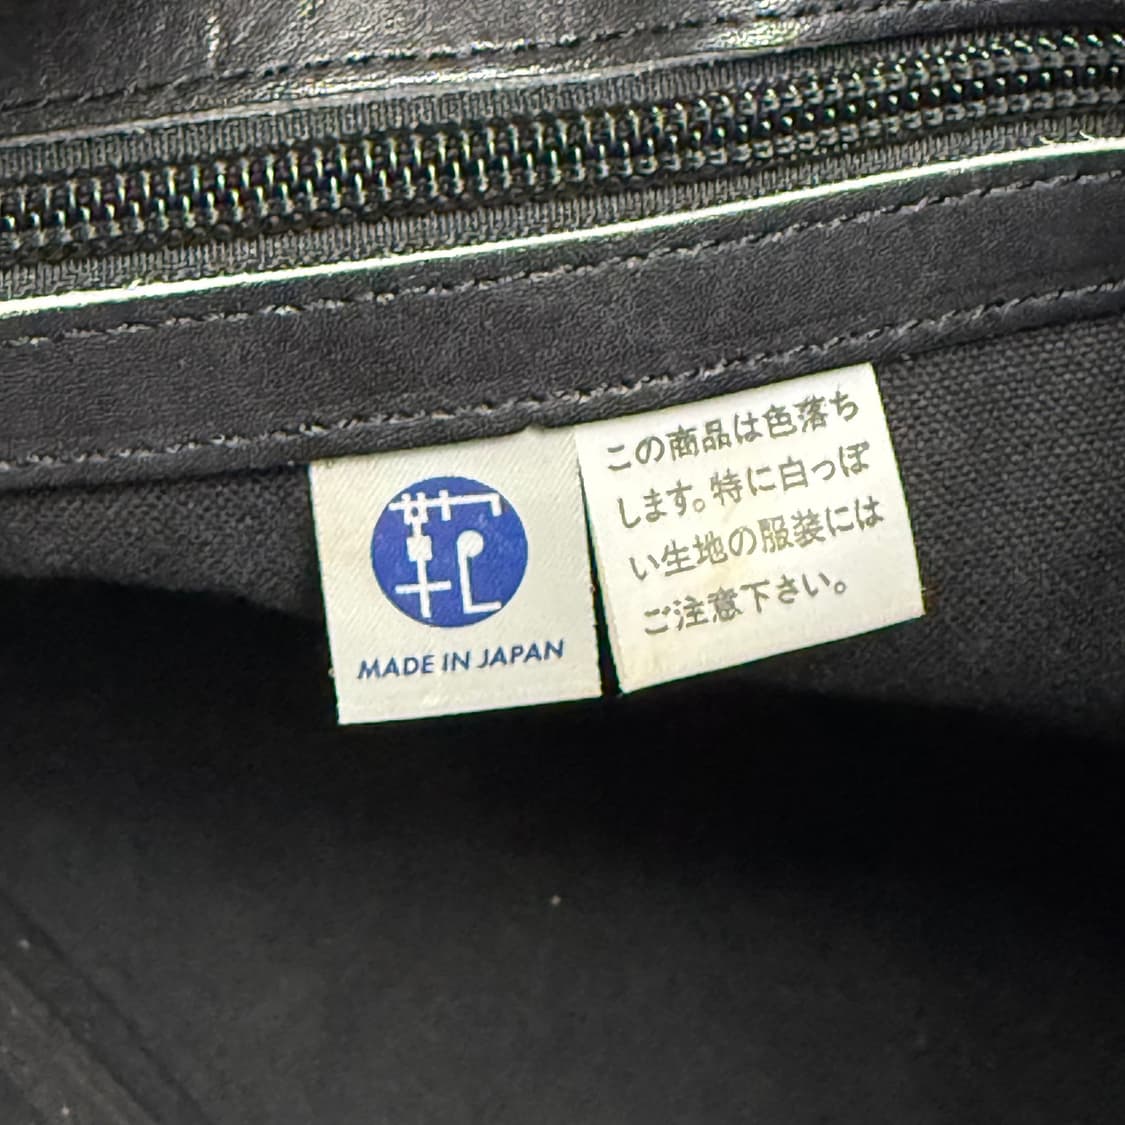 MADE IN JAPAN
この商品は色落ち
します。特に白っぽ
い生地の服装には
ご注意下さい。